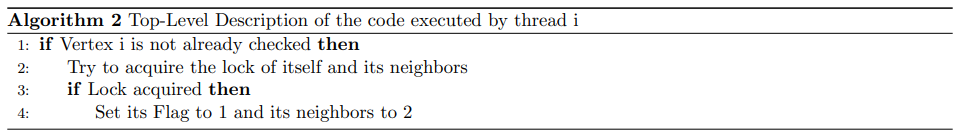 Algorithm 2 Top-Level Description of the code executed by thread i
1: if Vertex i is not already checked then
2: Try to acquire the lock of itself and its neighbors
3: if Lock acquired then
4: Set its Flag to 1 and its neighbors to 2